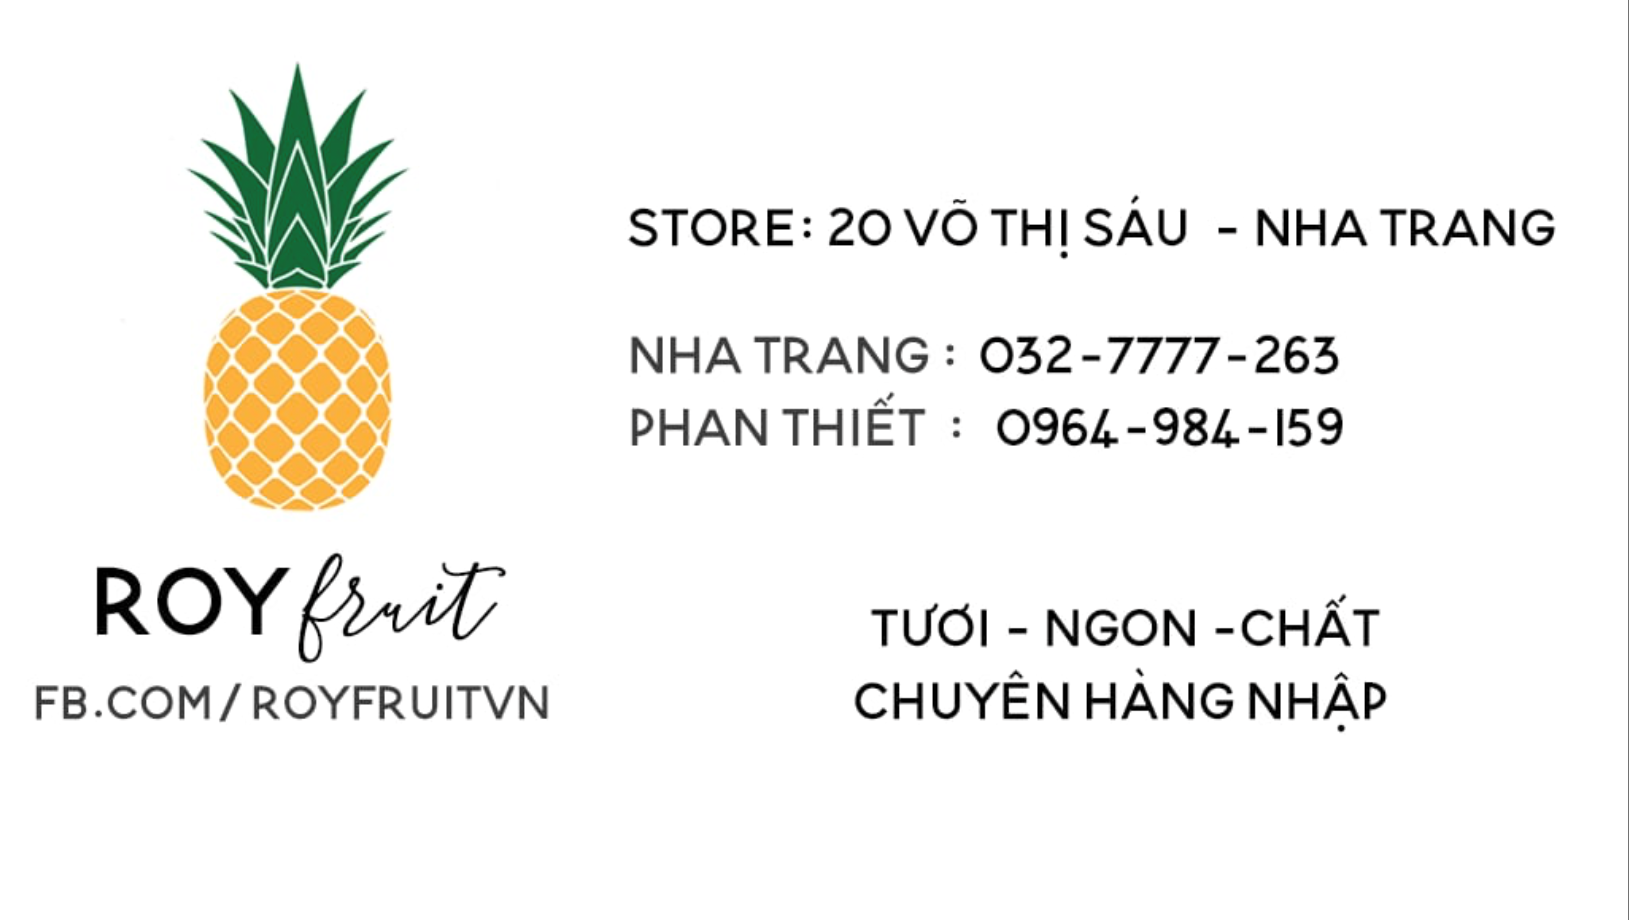 STORE: 20 VÕ THỊ SÁU - NHA TRANG
NHA TRANG : 032-7777-263
PHAN THIẾT : 0964-984-159
ROY fruit
FB.COM/ROYFRUITVN
TƯƠI - NGON -CHẤT
CHUYÊN HÀNG NHẬP